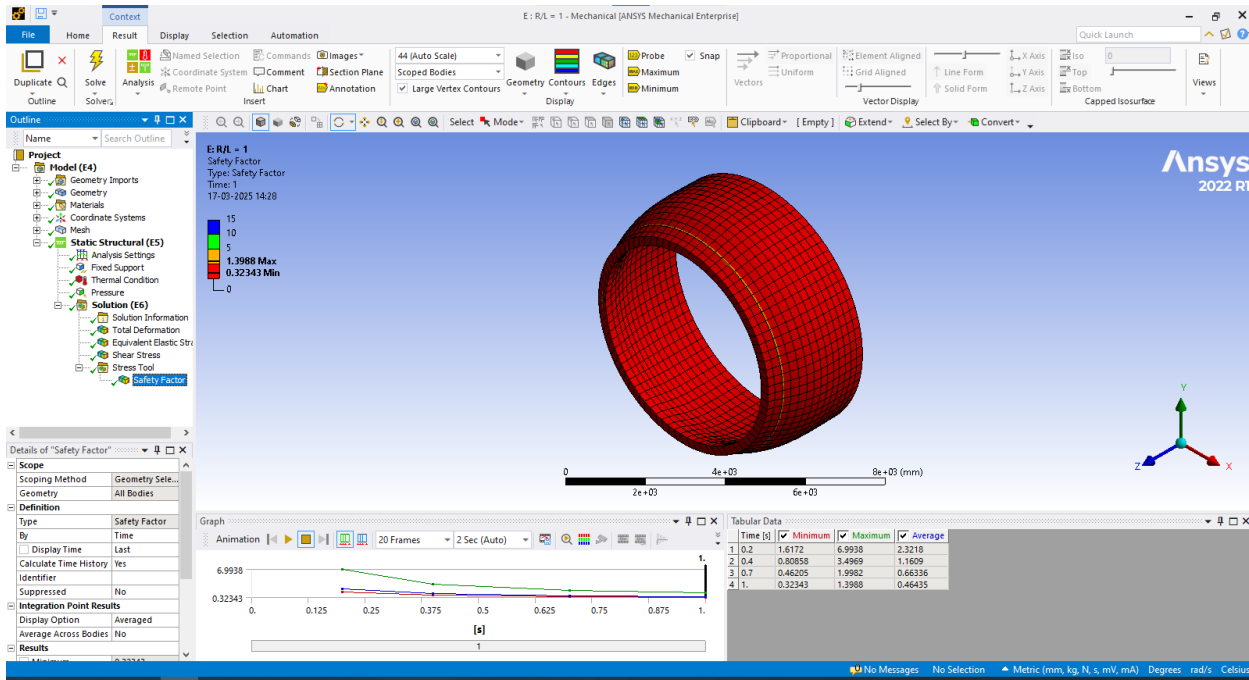 Context
E : R/L = 1 - Mechanical [ANSYS Mechanical Enterprise]
File Home Result Display Selection Automation
Quick Launch
Duplicate
Outline
Solve
Solver
Analysis
Named Selection
Coordinate System
Remote Point
Commands
Comment
Chart
Images
Section Plane
Annotation
Insert
44 (Auto Scale)
Scoped Bodies
Large Vertex Contours
Geometry Contours Edges
Display
Probe
Maximum
Minimum
Snap
Vectors
Proportional
Uniform
Element Aligned
Grid Aligned
Line Form
Solid Form
X Axis
Y Axis
Z Axis
Vector Display
Iso 0
Top
Bottom
Capped Isosurface
Views
Outline
Select Mode Clipboard [ Empty ] Extend Select By Convert
Name Search Outline
Project
Model (E4)
Geometry Imports
Geometry
Materials
Coordinate Systems
Mesh
Static Structural (E5)
Analysis Settings
Fixed Support
Thermal Condition
Pressure
Solution (E6)
Solution Information
Total Deformation
Equivalent Elastic Stra
Shear Stress
Stress Tool
Safety Factor
E: R/L = 1
Safety Factor
Type: Safety Factor
Time: 1
17-03-2025 14:28
15
10
5
1.3988 Max
0.32343 Min
0
Ansys
2022 R1
Y
Z
X
0 4e+03 8e+03 (mm)
2e+03 6e+03
Details of "Safety Factor"
Scope
Scoping Method Geometry Sele...
Geometry All Bodies
Definition
Type Safety Factor
By Time
Display Time Last
Calculate Time History Yes
Identifier
Suppressed No
Integration Point Results
Display Option Averaged
Average Across Bodies No
Results
Graph
Animation 20 Frames 2 Sec (Auto)
1.
6.9938
0.32343
0. 0.125 0.25 0.375 0.5 0.625 0.75 0.875 1.
[s]
1
Tabular Data
Time [s] Minimum Maximum Average
1 0.2 1.6172 6.9938 2.3218
2 0.4 0.80858 3.4969 1.1609
3 0.7 0.46205 1.9982 0.66336
4 1. 0.32343 1.3988 0.46435
No Messages No Selection Metric (mm, kg, N, s, mV, mA) Degrees rad/s Celsius